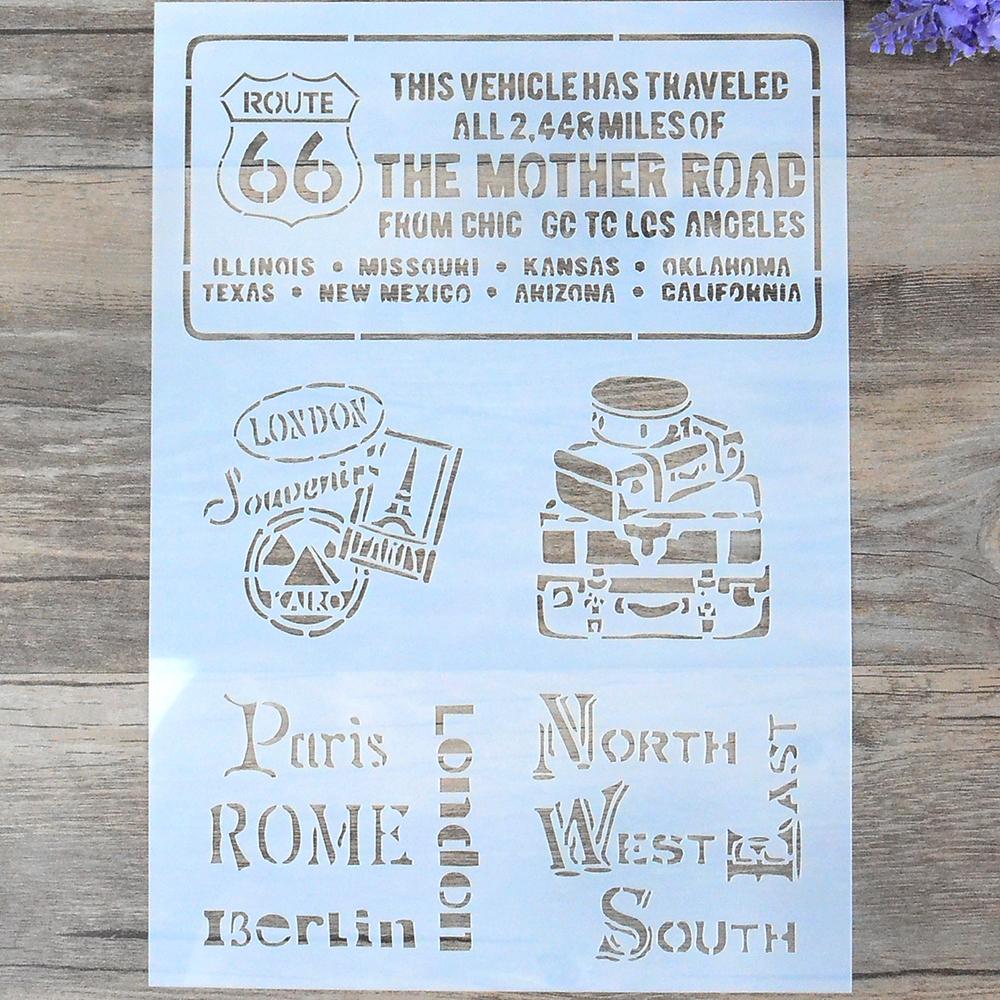 ROUTE
66
THIS VEHICLE HAS TRAVELED
ALL 2,448 MILES OF
THE MOTHER ROAD
FROM CHIC GO TO LOS ANGELES
ILLINOIS • MISSOURI • KANSAS • OKLAHOMA
TEXAS • NEW MEXICO • ARIZONA • CALIFORNIA
LONDON
Souvenir
KAIRO
Paris
ROME
Berlin
London
NORTH
WEST
EAST
SOUTH